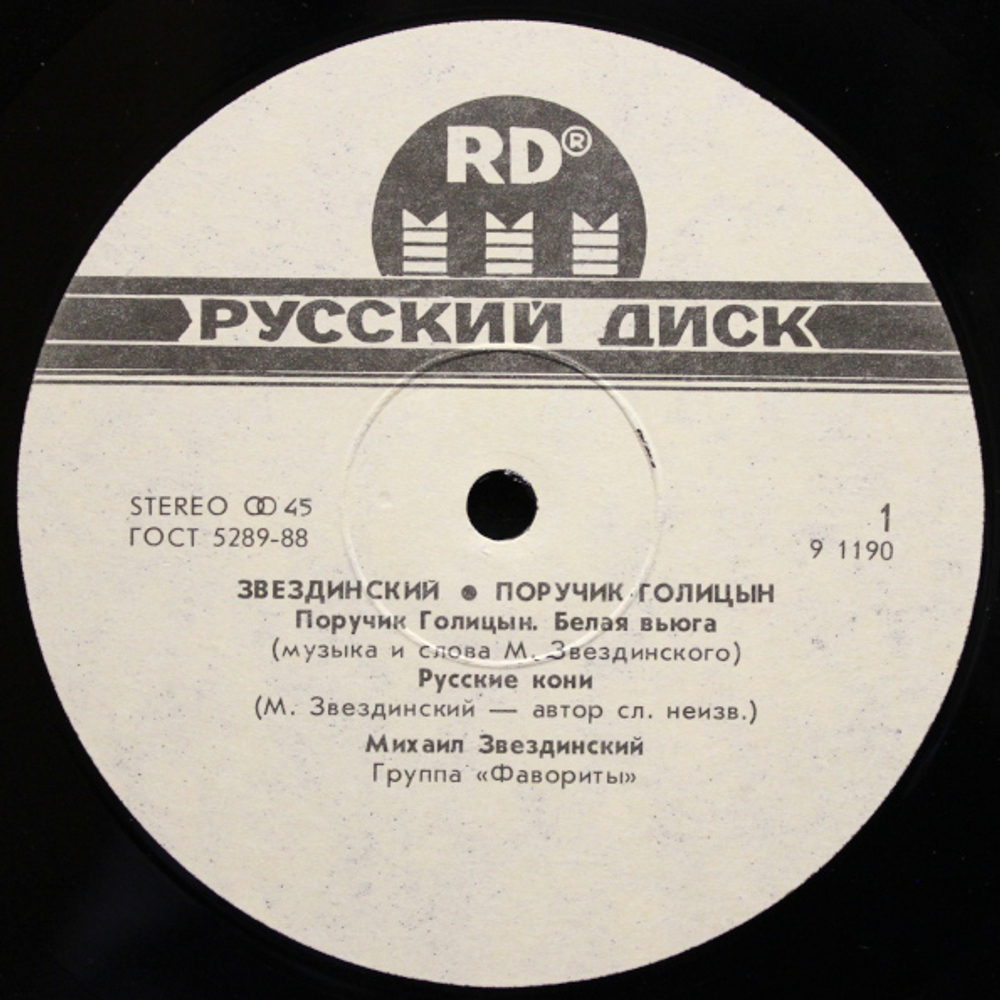 RD®
РУССКИЙ ДИСК
STEREO 45
ГОСТ 5289-88
1
9 1190
ЗВЕЗДИНСКИЙ ● ПОРУЧИК ГОЛИЦЫН
Поручик Голицын. Белая вьюга
(музыка и слова М. Звездинского)
Русские кони
(М. Звездинский — автор сл. неизв.)
Михаил Звездинский
Группа «Фавориты»